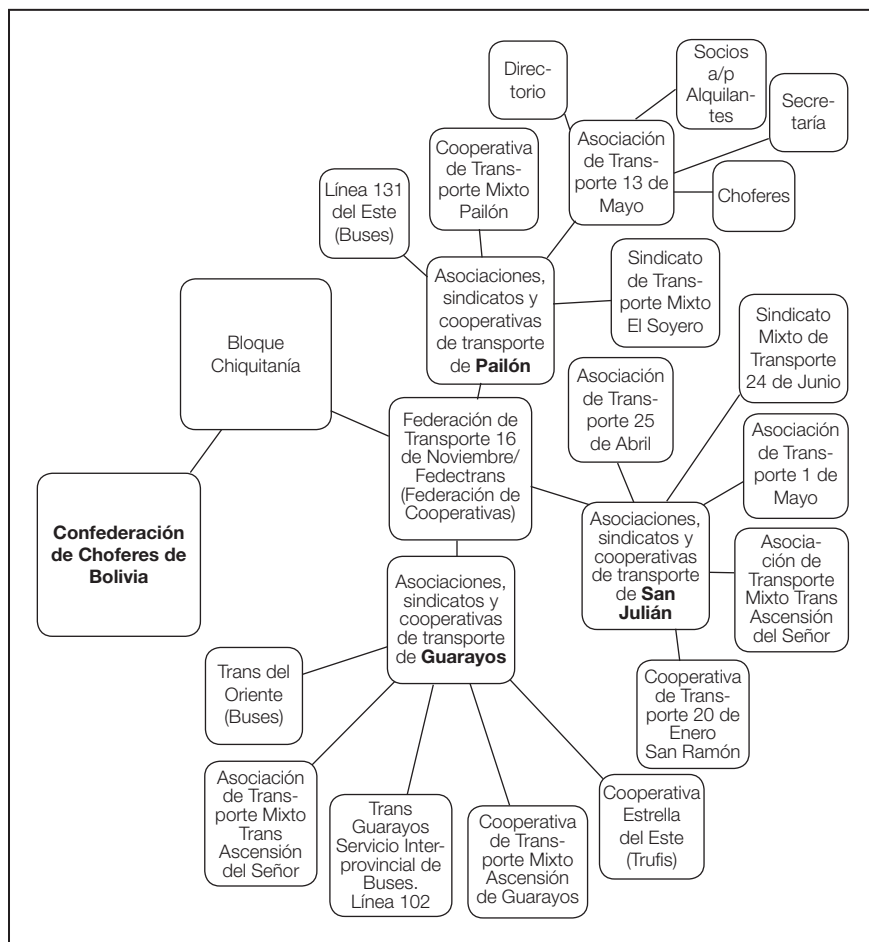 Direc-
torio
Socios
a/p
Alquilan-
tes
Secre-
taría
Asociación
de Trans-
porte 13 de
Mayo
Choferes
Cooperativa
de Trans-
porte Mixto
Pailón
Línea 131
del Este
(Buses)
Asociaciones,
sindicatos y
cooperativas
de transporte
de Pailón
Sindicato
de Trans-
porte Mixto
El Soyero
Sindicato
Mixto de
Transporte
24 de Junio
Bloque
Chiquitanía
Asociación
de Trans-
porte 25
de Abril
Federación de
Transporte 16
de Noviembre/
Fedectrans
(Federación de
Cooperativas)
Asociación
de Trans-
porte 1 de
Mayo
Confederación
de Choferes de
Bolivia
Asociaciones,
sindicatos y
cooperativas
de transporte
de San
Julián
Asocia-
ción de
Transporte
Mixto Trans
Ascensión
del Señor
Asociaciones,
sindicatos y
cooperativas
de transporte
de Guarayos
Trans del
Oriente
(Buses)
Cooperativa
de Trans-
porte 20 de
Enero
San Ramón
Asociación
de Trans-
porte Mixto
Trans
Ascensión
del Señor
Trans
Guarayos
Servicio Inter-
provincial de
Buses.
Línea 102
Cooperativa
de Trans-
porte Mixto
Ascensión
de Guarayos
Cooperativa
Estrella
del Este
(Trufis)